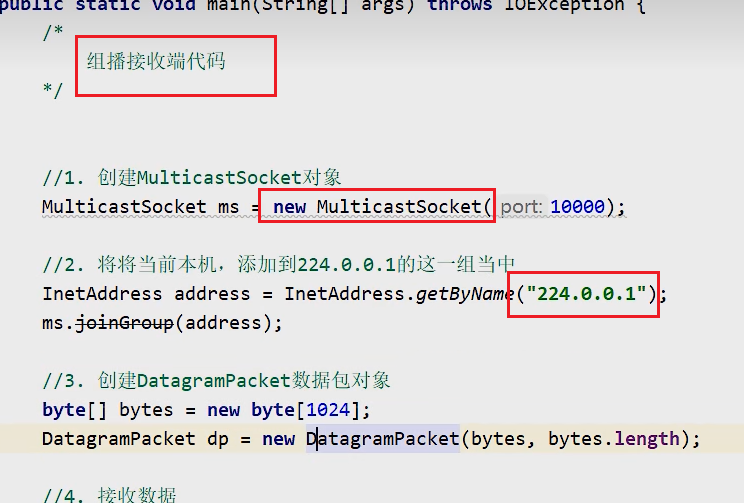 public static void main(String[] args) throws IOException {
/*
组播接收端代码
*/
//1. 创建MulticastSocket对象
MulticastSocket ms = new MulticastSocket( port: 10000);
//2. 将将当前本机，添加到224.0.0.1的这一组当中
InetAddress address = InetAddress.getByName("224.0.0.1");
ms.joinGroup(address);
//3. 创建DatagramPacket数据包对象
byte[] bytes = new byte[1024];
DatagramPacket dp = new DatagramPacket(bytes, bytes.length);
//4. 接收数据